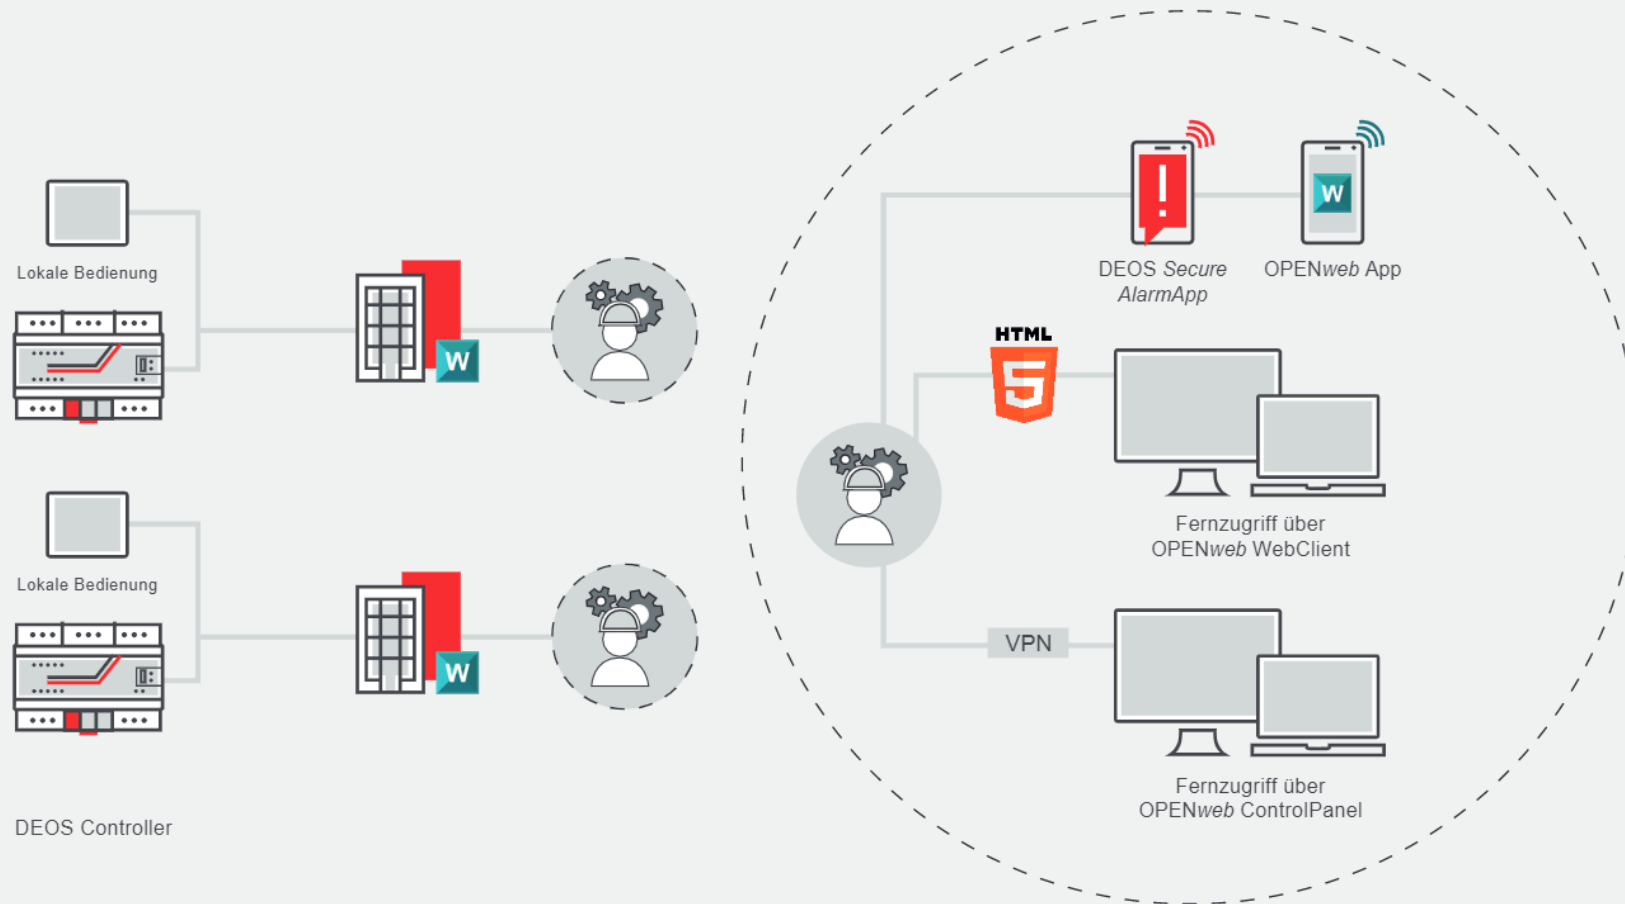 Lokale Bedienung
W
Lokale Bedienung
W
DEOS Controller
W
DEOS Secure
AlarmApp
OPENweb App
HTML
5
Fernzugriff über
OPENweb WebClient
VPN
Fernzugriff über
OPENweb ControlPanel